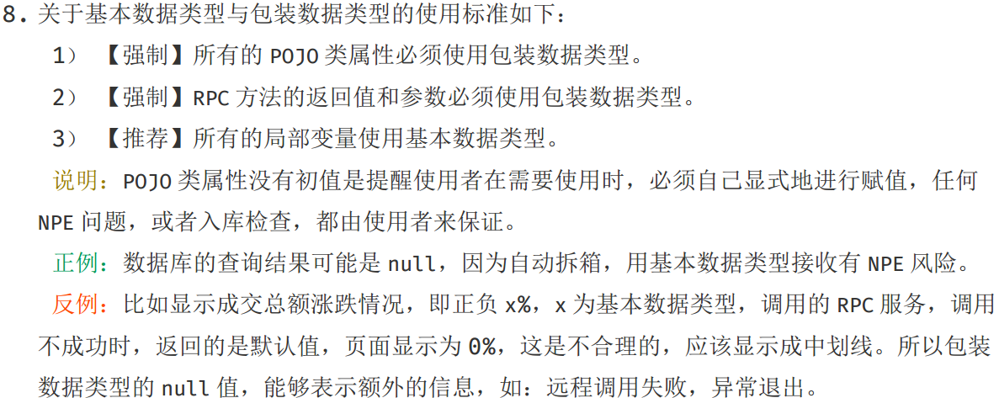 8. 关于基本数据类型与包装数据类型的使用标准如下：
1） 【强制】所有的 POJO 类属性必须使用包装数据类型。
2） 【强制】RPC 方法的返回值和参数必须使用包装数据类型。
3） 【推荐】所有的局部变量使用基本数据类型。
说明：POJO 类属性没有初值是提醒使用者在需要使用时，必须自己显式地进行赋值，任何
NPE 问题，或者入库检查，都由使用者来保证。
正例：数据库的查询结果可能是 null，因为自动拆箱，用基本数据类型接收有 NPE 风险。
反例：比如显示成交总额涨跌情况，即正负 x%，x 为基本数据类型，调用的 RPC 服务，调用
不成功时，返回的是默认值，页面显示为 0%，这是不合理的，应该显示成中划线。所以包装
数据类型的 null 值，能够表示额外的信息，如：远程调用失败，异常退出。